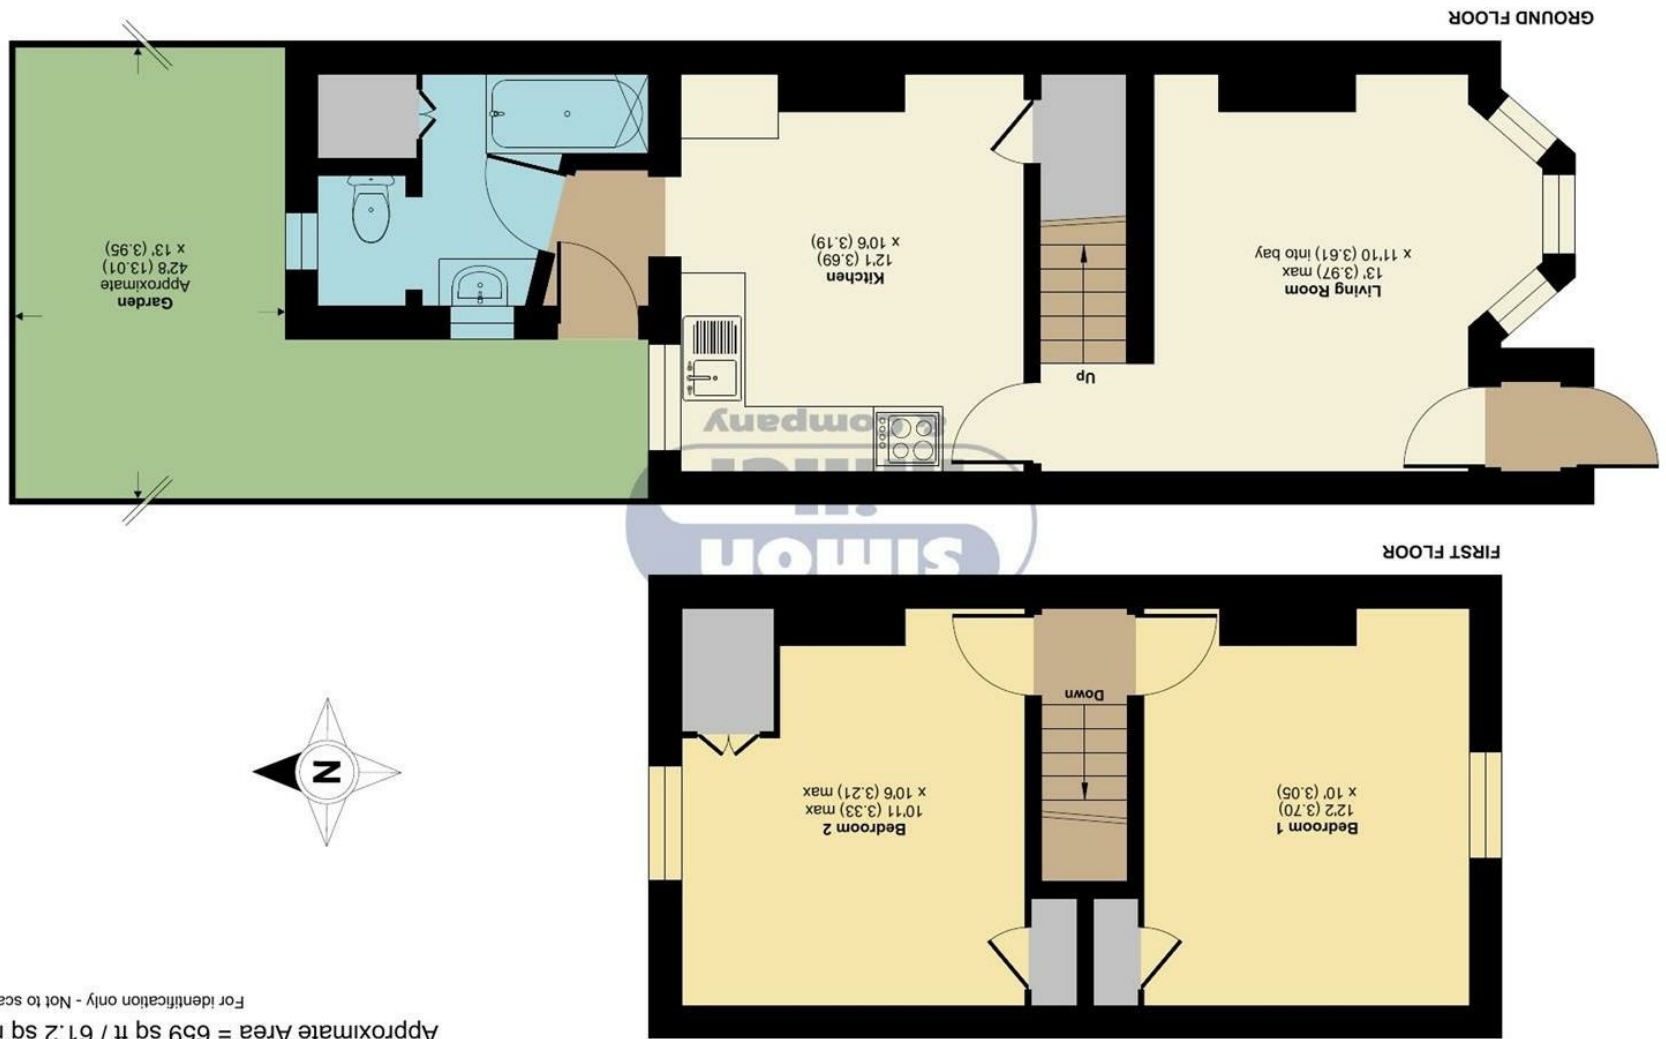 Approximate Area = 659 sq ft / 61.2 sq
For identification only - Not to
Bedroom 1
12'2 (3.70)
x 10' (3.05)
Bedroom 2
10'11 (3.33) max
x 10'6 (3.21) max
N
Down
FIRST FLOOR
simon
& Company
Up
Living Room
13' (3.97) max
x 11'10 (3.61) into bay
Kitchen
12'1 (3.69)
x 10'6 (3.19)
Garden
Approximate
42'8 (13.01)
x 13' (3.95)
GROUND FLOOR